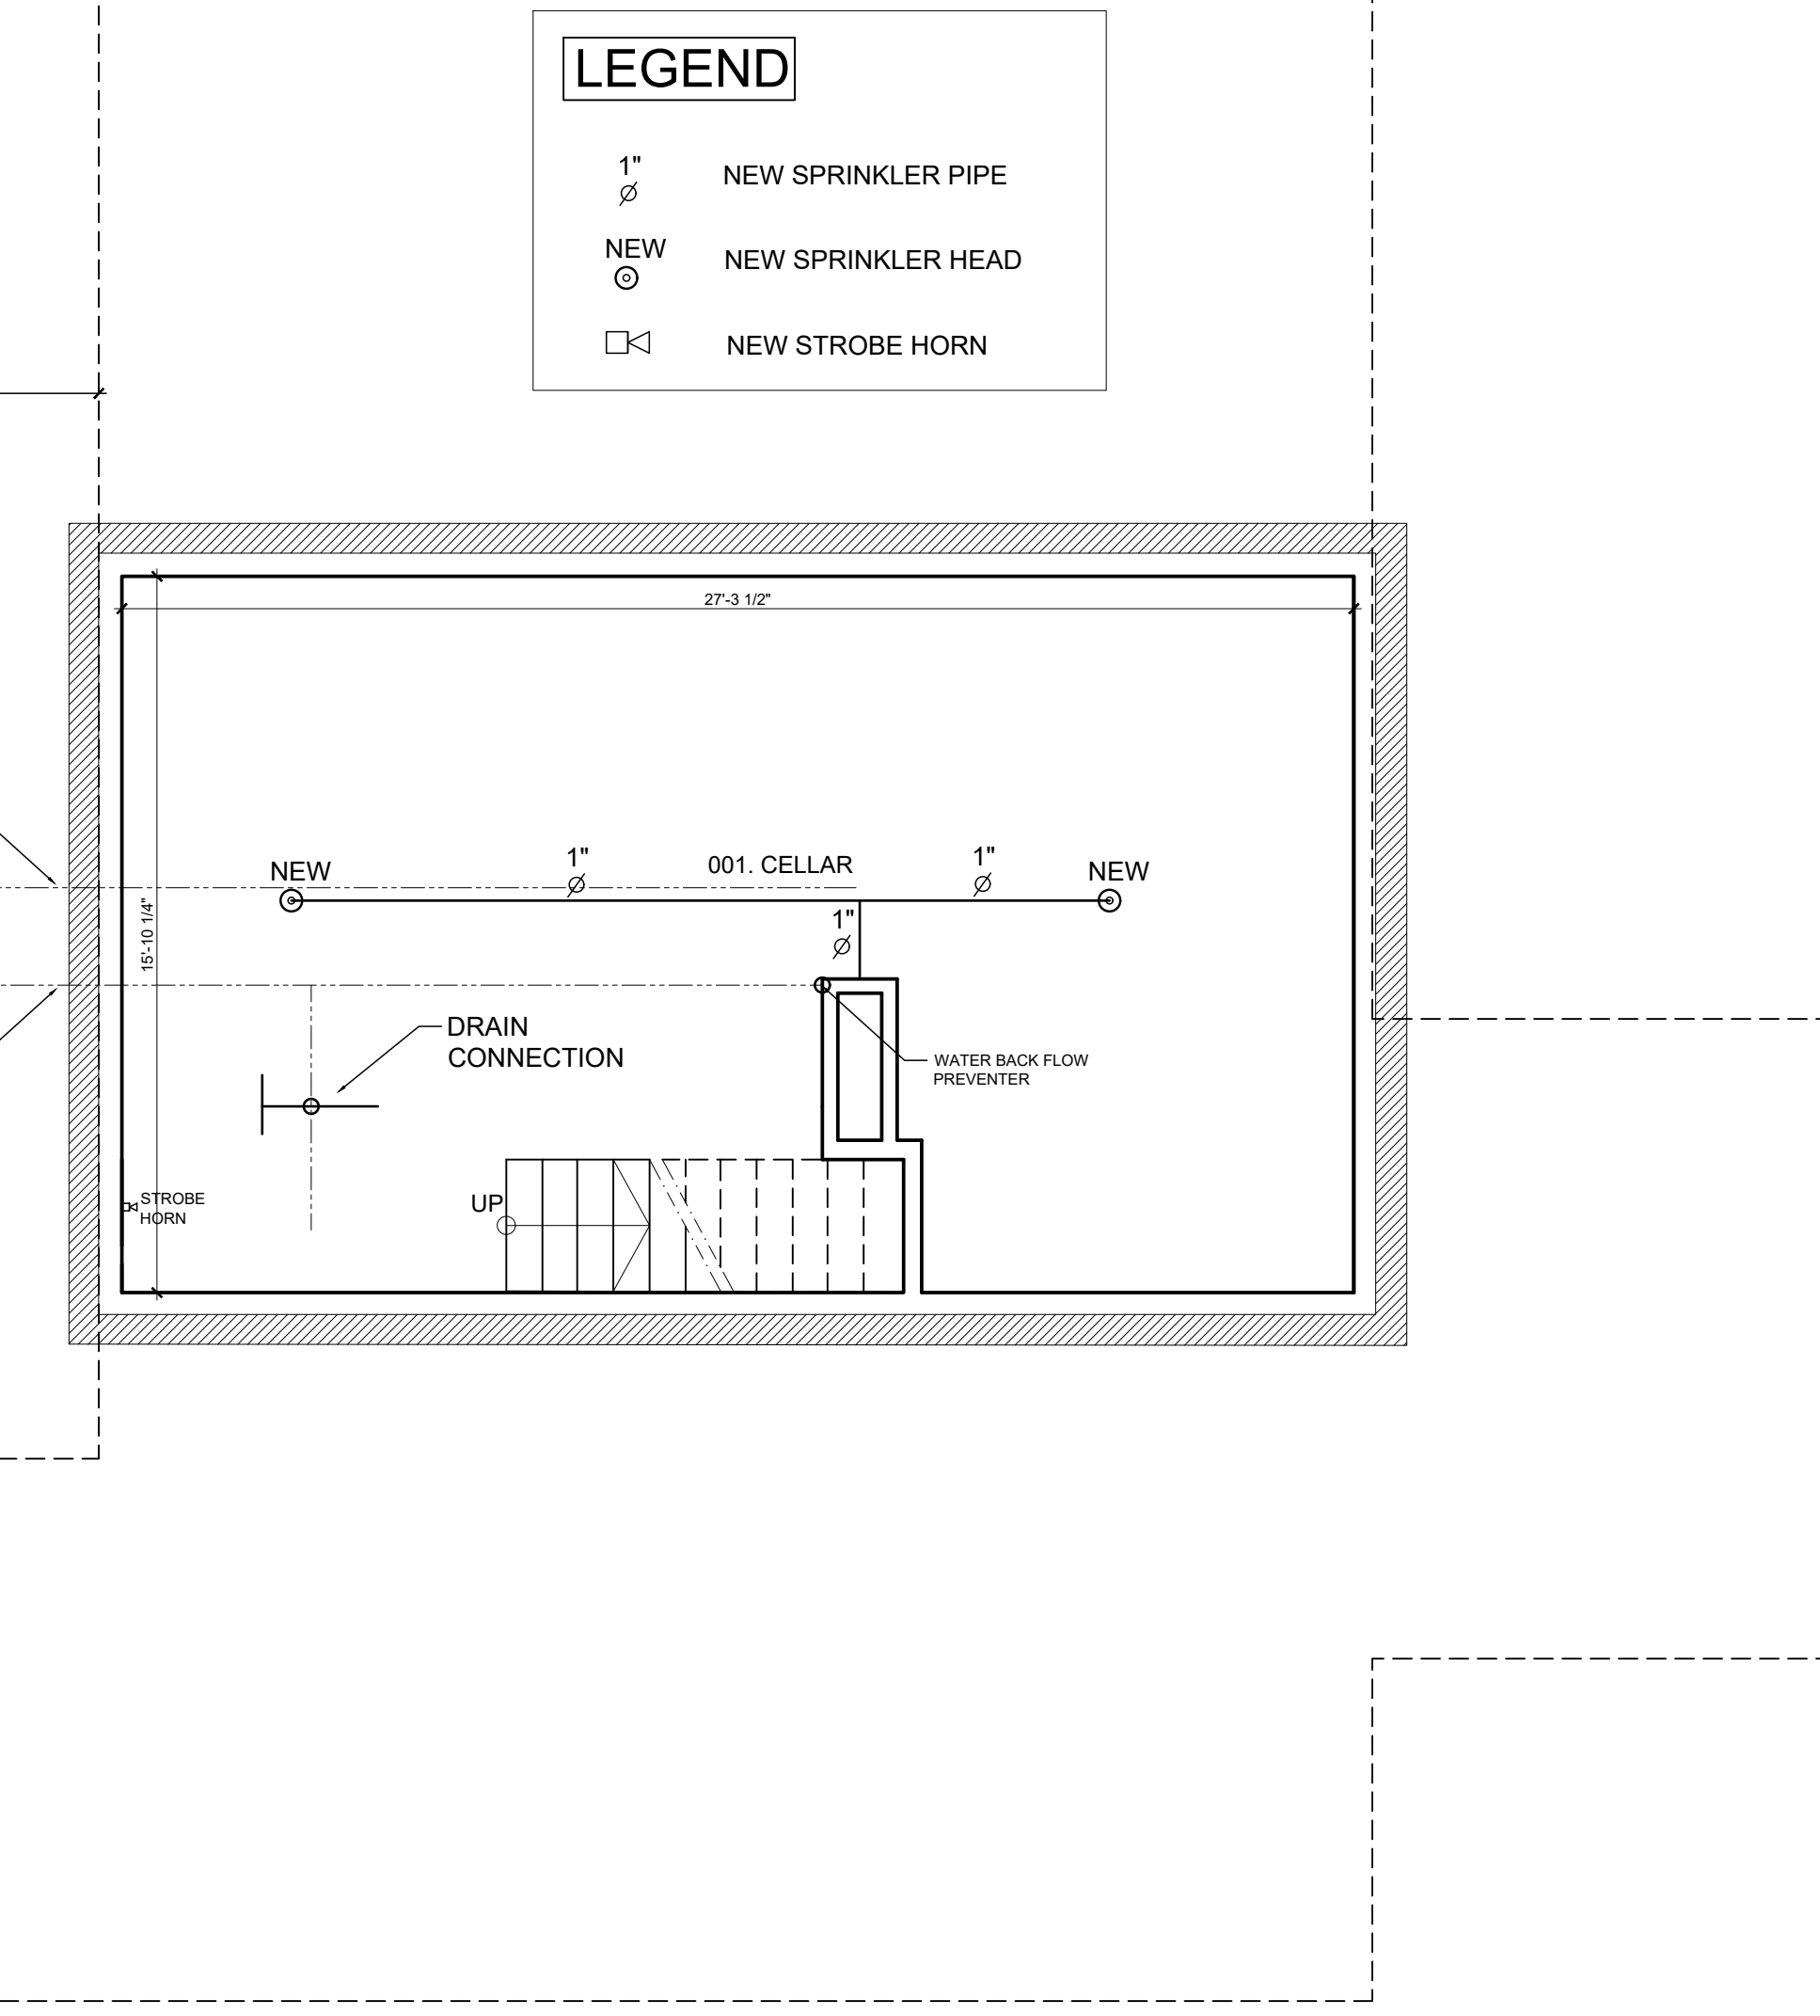 LEGEND
1"
NEW SPRINKLER PIPE
NEW
NEW SPRINKLER HEAD
NEW STROBE HORN
27'-3 1/2"
15'-10 1/4"
NEW
1"
001. CELLAR
1"
NEW
1"
DRAIN
CONNECTION
WATER BACK FLOW
PREVENTER
STROBE
HORN
UP